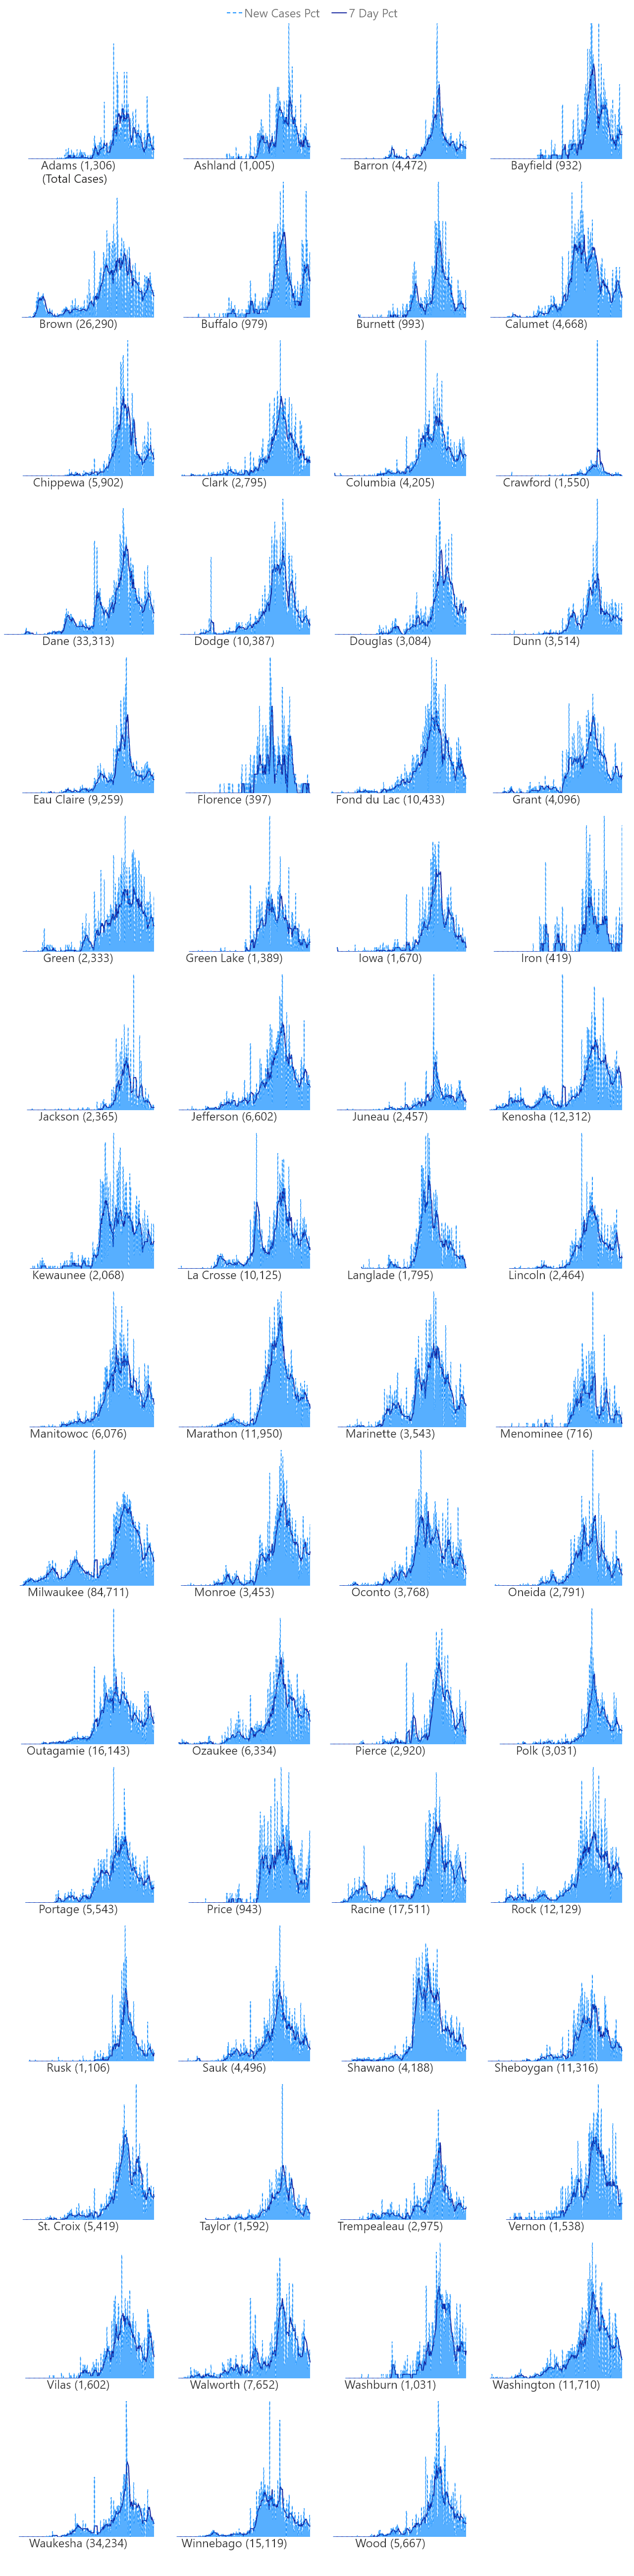 New Cases Pct 7 Day Pct
Adams (1,306) Ashland (1,005) Barron (4,472) Bayfield (932)
(Total Cases)
Brown (26,290) Buffalo (979) Burnett (993) Calumet (4,668)
Chippewa (5,902) Clark (2,795) Columbia (4,205) Crawford (1,550)
Dane (33,313) Dodge (10,387) Douglas (3,084) Dunn (3,514)
Eau Claire (9,259) Florence (397) Fond du Lac (10,433) Grant (4,096)
Green (2,333) Green Lake (1,389) Iowa (1,670) Iron (419)
Jackson (2,365) Jefferson (6,602) Juneau (2,457) Kenosha (12,312)
Kewaunee (2,068) La Crosse (10,125) Langlade (1,795) Lincoln (2,464)
Manitowoc (6,076) Marathon (11,950) Marinette (3,543) Menominee (716)
Milwaukee (84,711) Monroe (3,453) Oconto (3,768) Oneida (2,791)
Outagamie (16,143) Ozaukee (6,334) Pierce (2,920) Polk (3,031)
Portage (5,543) Price (943) Racine (17,511) Rock (12,129)
Rusk (1,106) Sauk (4,496) Shawano (4,188) Sheboygan (11,316)
St. Croix (5,419) Taylor (1,592) Trempealeau (2,975) Vernon (1,538)
Vilas (1,602) Walworth (7,652) Washburn (1,031) Washington (11,710)
Waukesha (34,234) Winnebago (15,119) Wood (5,667)